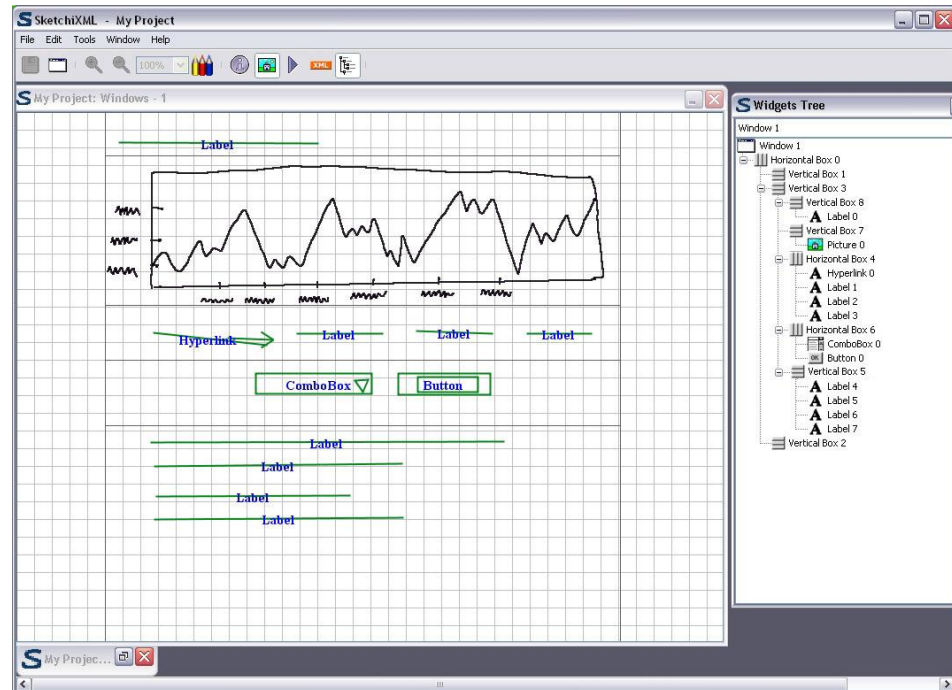 SketchiXML - My Project
File Edit Tools Window Help
100% XML
My Project: Windows - 1
Label
Hyperlink Label Label Label
ComboBox Button
Label
Label
Label
Label
Widgets Tree
Window 1
Window 1
Horizontal Box 0
Vertical Box 1
Vertical Box 3
Vertical Box 8
Label 0
Vertical Box 7
Picture 0
Horizontal Box 4
Hyperlink 0
Label 1
Label 2
Label 3
Horizontal Box 6
ComboBox 0
OK Button 0
Vertical Box 5
Label 4
Label 5
Label 6
Label 7
Vertical Box 2
My Projec...